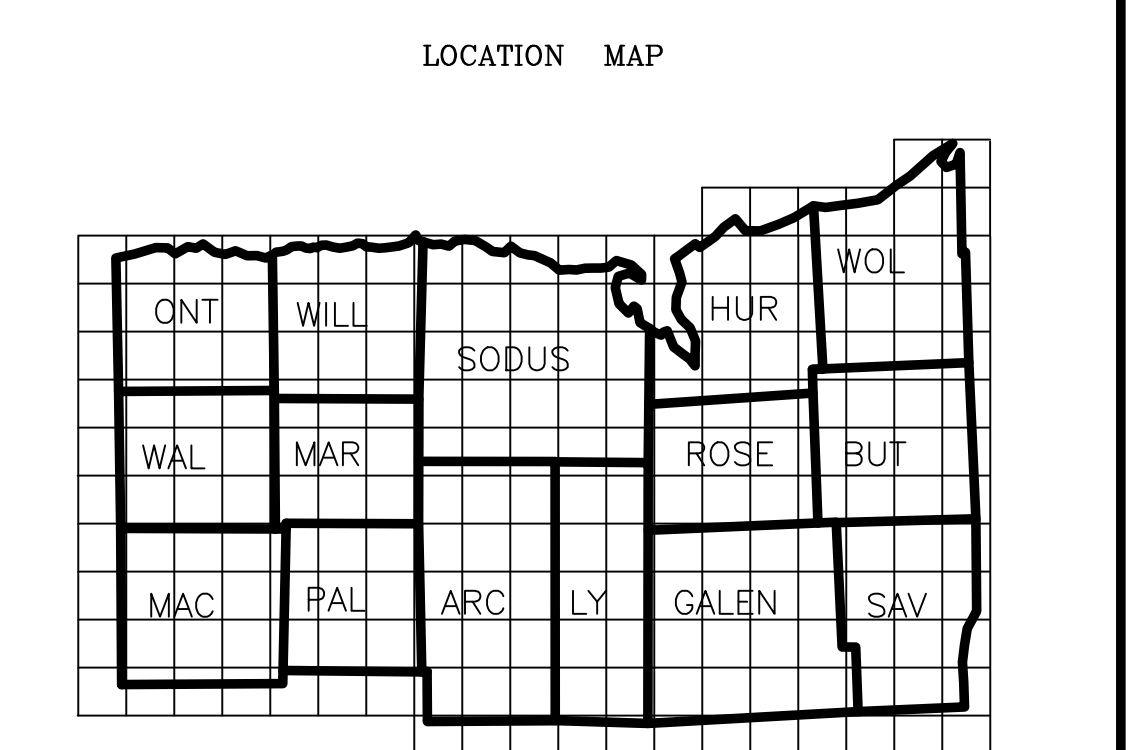 LOCATION MAP
WOL
ONT
WILL
HUR
SODUS
WAL
MAR
ROSE
BUT
MAC
PAL
ARC
LY
GALEN
SAV